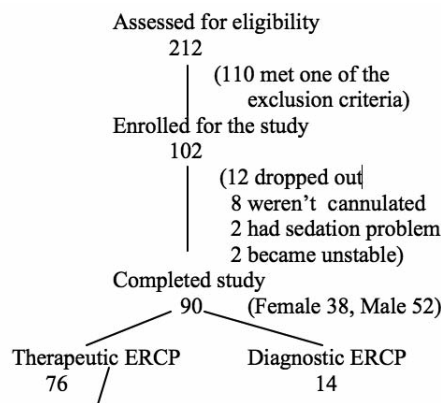 Assessed for eligibility
212
(110 met one of the
exclusion criteria)
Enrolled for the study
102
(12 dropped out
8 weren't cannulated
2 had sedation problem
2 became unstable)
Completed study
90 (Female 38, Male 52)
Therapeutic ERCP Diagnostic ERCP
76 14